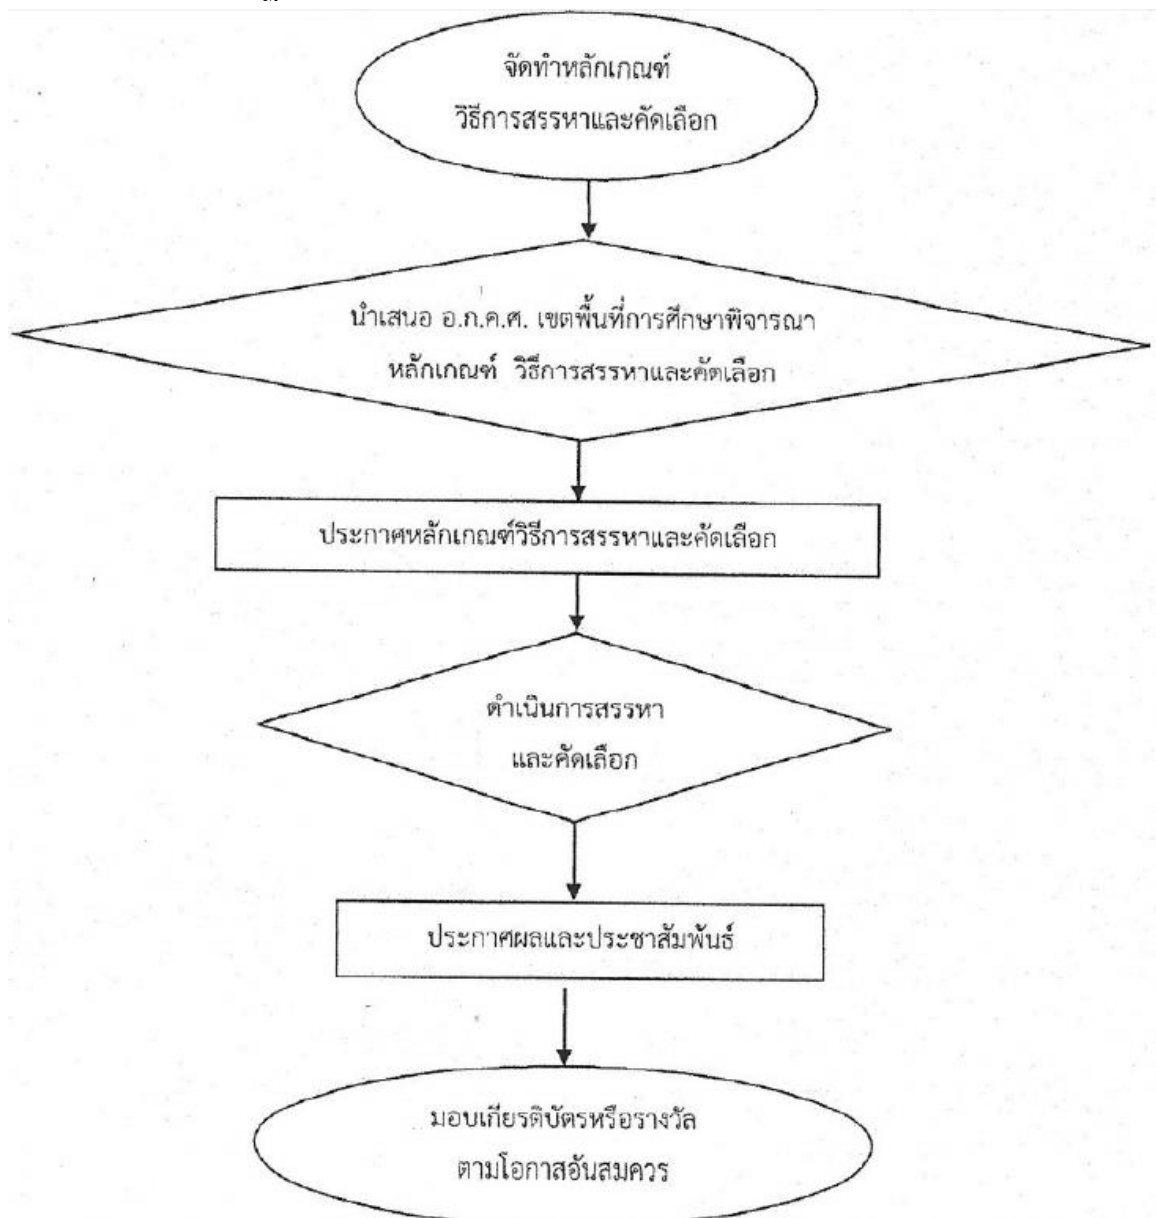 จัดทำหลักเกณฑ์
วิธีการสรรหาและคัดเลือก
นำเสนอ อ.ก.ค.ศ. เขตพื้นที่การศึกษาพิจารณา
หลักเกณฑ์ วิธีการสรรหาและคัดเลือก
ประกาศหลักเกณฑ์วิธีการสรรหาและคัดเลือก
ดำเนินการสรรหา
และคัดเลือก
ประกาศผลและประชาสัมพันธ์
มอบเกียรติบัตรหรือรางวัล
ตามโอกาสอันสมควร